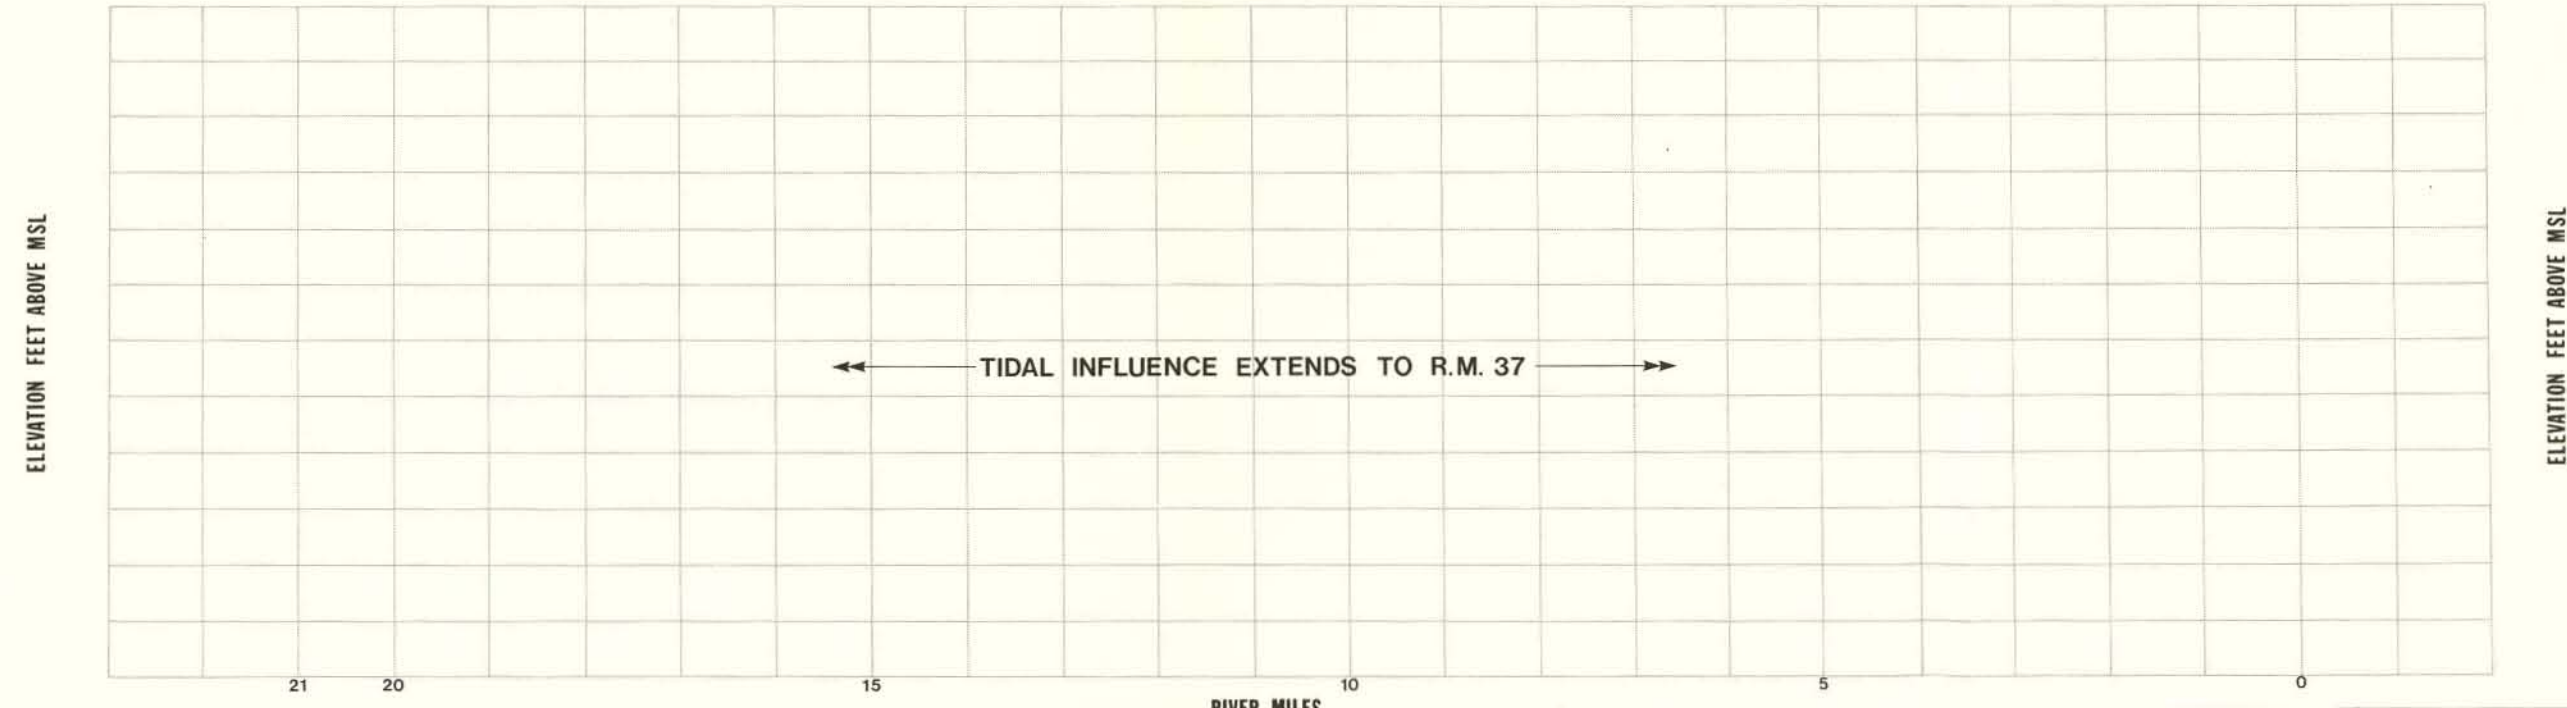 ELEVATION FEET ABOVE MSL
TIDAL INFLUENCE EXTENDS TO R.M. 37
ELEVATION FEET ABOVE MSL
21 20 15 10 5 0
RIVER MILES